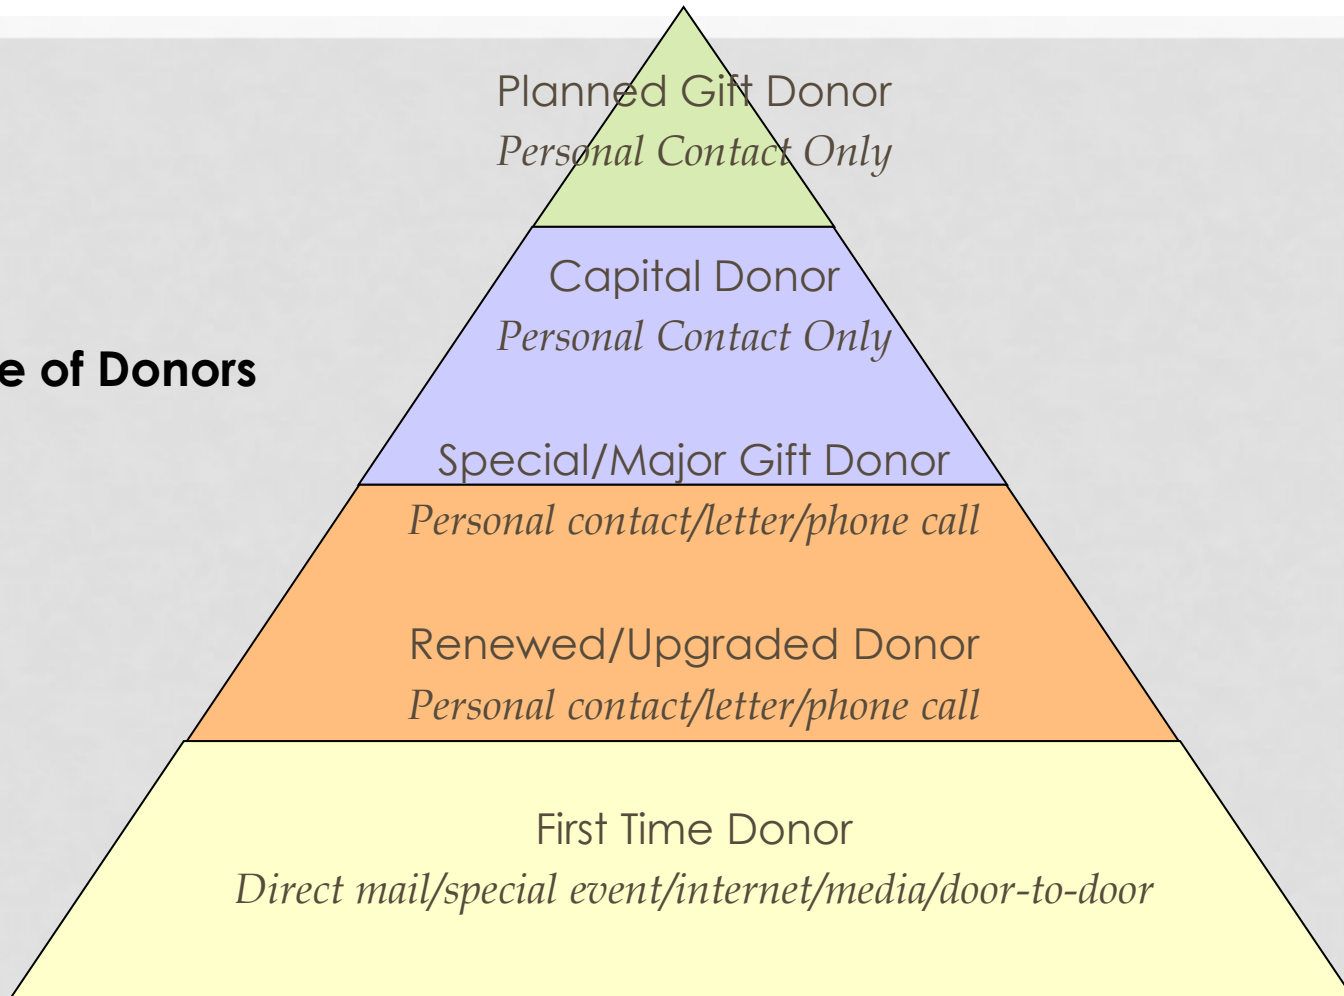 Planned Gift Donor
Personal Contact Only
Capital Donor
Personal Contact Only
of Donors
Special/Major Gift Donor
Personal contact/letter/phone call
Renewed/Upgraded Donor
Personal contact/letter/phone call
First Time Donor
Direct mail/special event/internet/media/door-to-door